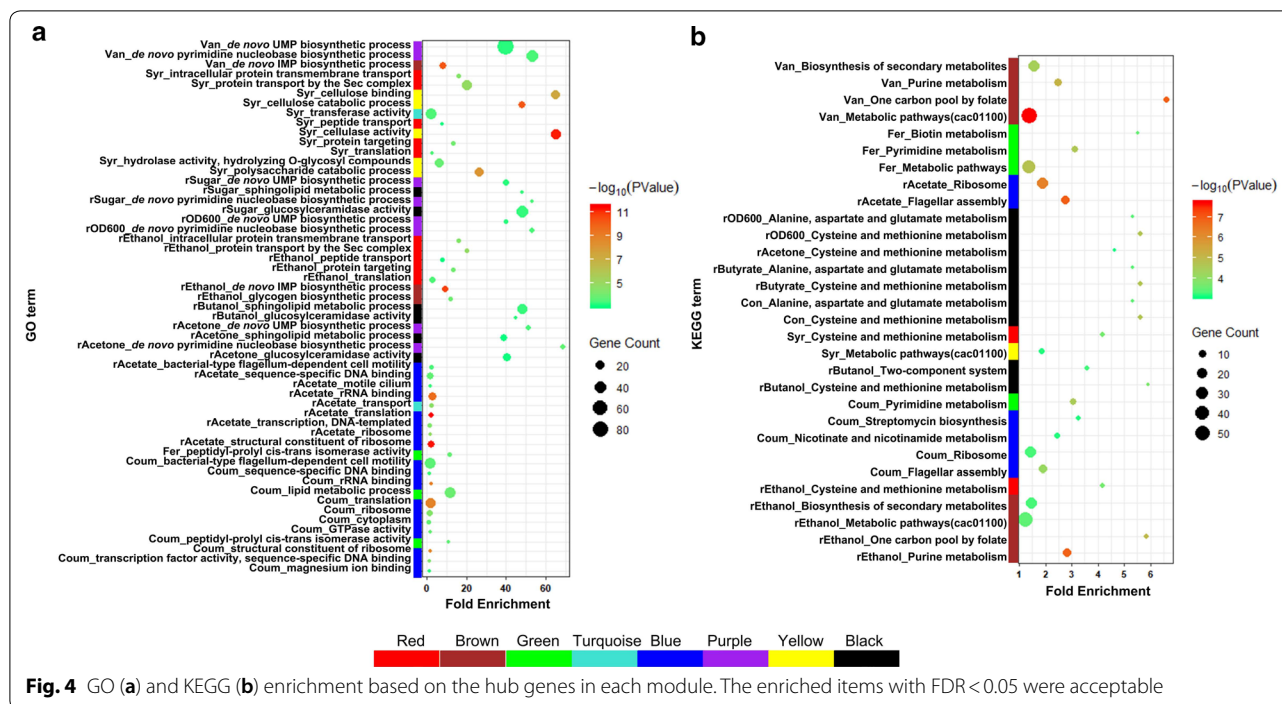 a
Van_de novo UMP biosynthetic process
Van_de novo pyrimidine nucleobase biosynthetic process
Van_de novo IMP biosynthetic process
Syr_intracellular protein transmembrane transport
Syr_protein transport by the Sec complex
Syr_cellulose binding
Syr_cellulose catabolic process
Syr_transferase activity
Syr_peptide transport
Syr_cellulase activity
Syr_protein targeting
Syr_translation
Syr_hydrolase activity, hydrolyzing O-glycosyl compounds
Syr_polysaccharide catabolic process
rSugar_de novo UMP biosynthetic process
rSugar_sphingolipid metabolic process
rSugar_de novo pyrimidine nucleobase biosynthetic process
rSugar_glucosylceramidase activity
rOD600_de novo UMP biosynthetic process
rOD600_de novo pyrimidine nucleobase biosynthetic process
rEthanol_intracellular protein transmembrane transport
rEthanol_protein transport by the Sec complex
rEthanol_peptide transport
rEthanol_protein targeting
rEthanol_translation
rEthanol_de novo IMP biosynthetic process
rEthanol_glycogen biosynthetic process
rButanol_sphingolipid metabolic process
rButanol_glucosylceramidase activity
rAcetone_de novo UMP biosynthetic process
rAcetone_sphingolipid metabolic process
rAcetone_de novo pyrimidine nucleobase biosynthetic process
rAcetone_glucosylceramidase activity
rAcetate_bacterial-type flagellum-dependent cell motility
rAcetate_sequence-specific DNA binding
rAcetate_motile cilium
rAcetate_rRNA binding
rAcetate_transport
rAcetate_translation
rAcetate_transcription, DNA-templated
rAcetate_ribosome
rAcetate_structural constituent of ribosome
Fer_peptidyl-prolyl cis-trans isomerase activity
Coum_bacterial-type flagellum-dependent cell motility
Coum_sequence-specific DNA binding
Coum_rRNA binding
Coum_lipid metabolic process
Coum_translation
Coum_ribosome
Coum_cytoplasm
Coum_GTPase activity
Coum_peptidyl-prolyl cis-trans isomerase activity
Coum_structural constituent of ribosome
Coum_transcription factor activity, sequence-specific DNA binding
Coum_magnesium ion binding
GO term
0 20 40 60
Fold Enrichment
−log10(PValue)
11
9
7
5
3
Gene Count
20
40
60
80
b
Van_Biosynthesis of secondary metabolites
Van_Purine metabolism
Van_One carbon pool by folate
Van_Metabolic pathways(cac01100)
Fer_Biotin metabolism
Fer_Pyrimidine metabolism
Fer_Metabolic pathways
rAcetate_Ribosome
rAcetate_Flagellar assembly
rOD600_Alanine, aspartate and glutamate metabolism
rOD600_Cysteine and methionine metabolism
rAcetone_Cysteine and methionine metabolism
rButyrate_Alanine, aspartate and glutamate metabolism
rButyrate_Cysteine and methionine metabolism
Con_Alanine, aspartate and glutamate metabolism
Con_Cysteine and methionine metabolism
Syr_Cysteine and methionine metabolism
Syr_Metabolic pathways(cac01100)
rButanol_Two-component system
rButanol_Cysteine and methionine metabolism
Coum_Pyrimidine metabolism
Coum_Streptomycin biosynthesis
Coum_Nicotinate and nicotinamide metabolism
Coum_Ribosome
Coum_Flagellar assembly
rEthanol_Cysteine and methionine metabolism
rEthanol_Biosynthesis of secondary metabolites
rEthanol_Metabolic pathways(cac01100)
rEthanol_One carbon pool by folate
rEthanol_Purine metabolism
KEGG term
1 2 3 4 5 6
Fold Enrichment
−log10(PValue)
7
6
5
4
Gene Count
10
20
30
40
50
Red Brown Green Turquoise Blue Purple Yellow Black
Fig. 4 GO (a) and KEGG (b) enrichment based on the hub genes in each module. The enriched items with FDR < 0.05 were acceptable